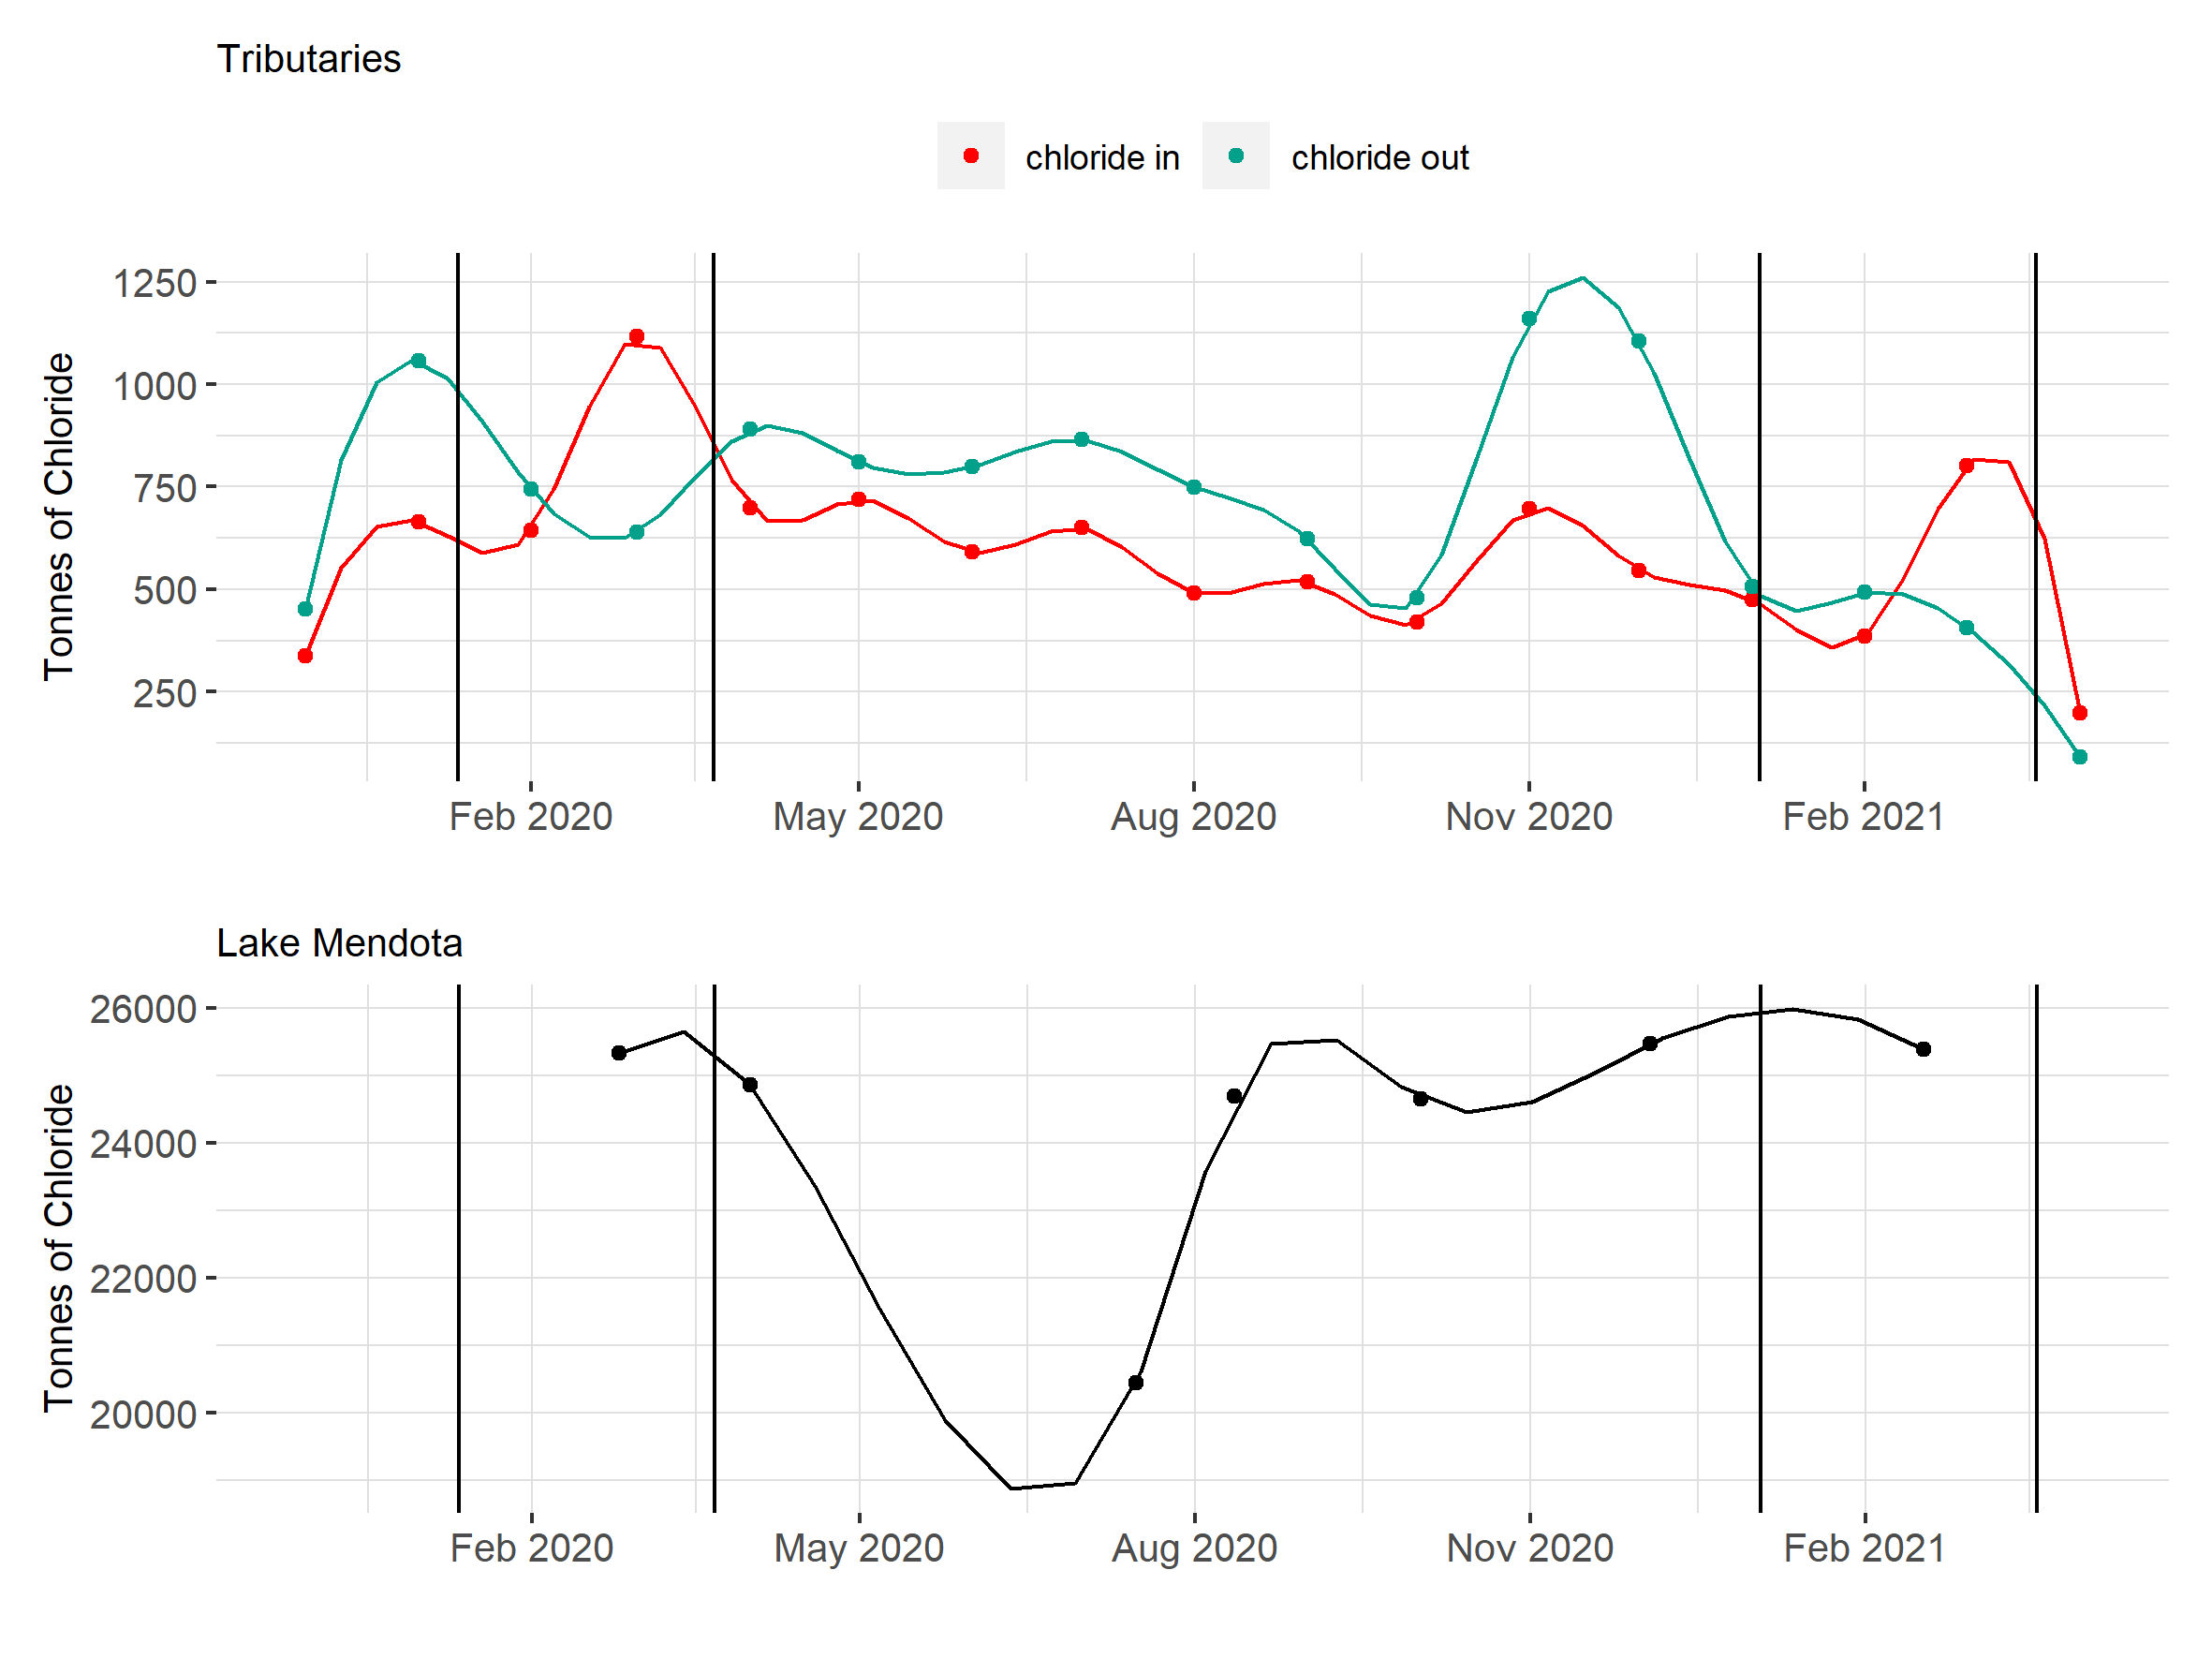 Tributaries
chloride in chloride out
Tonnes of Chloride
1250
1000
750
500
250
Feb 2020 May 2020 Aug 2020 Nov 2020 Feb 2021
Lake Mendota
Tonnes of Chloride
26000
24000
22000
20000
Feb 2020 May 2020 Aug 2020 Nov 2020 Feb 2021